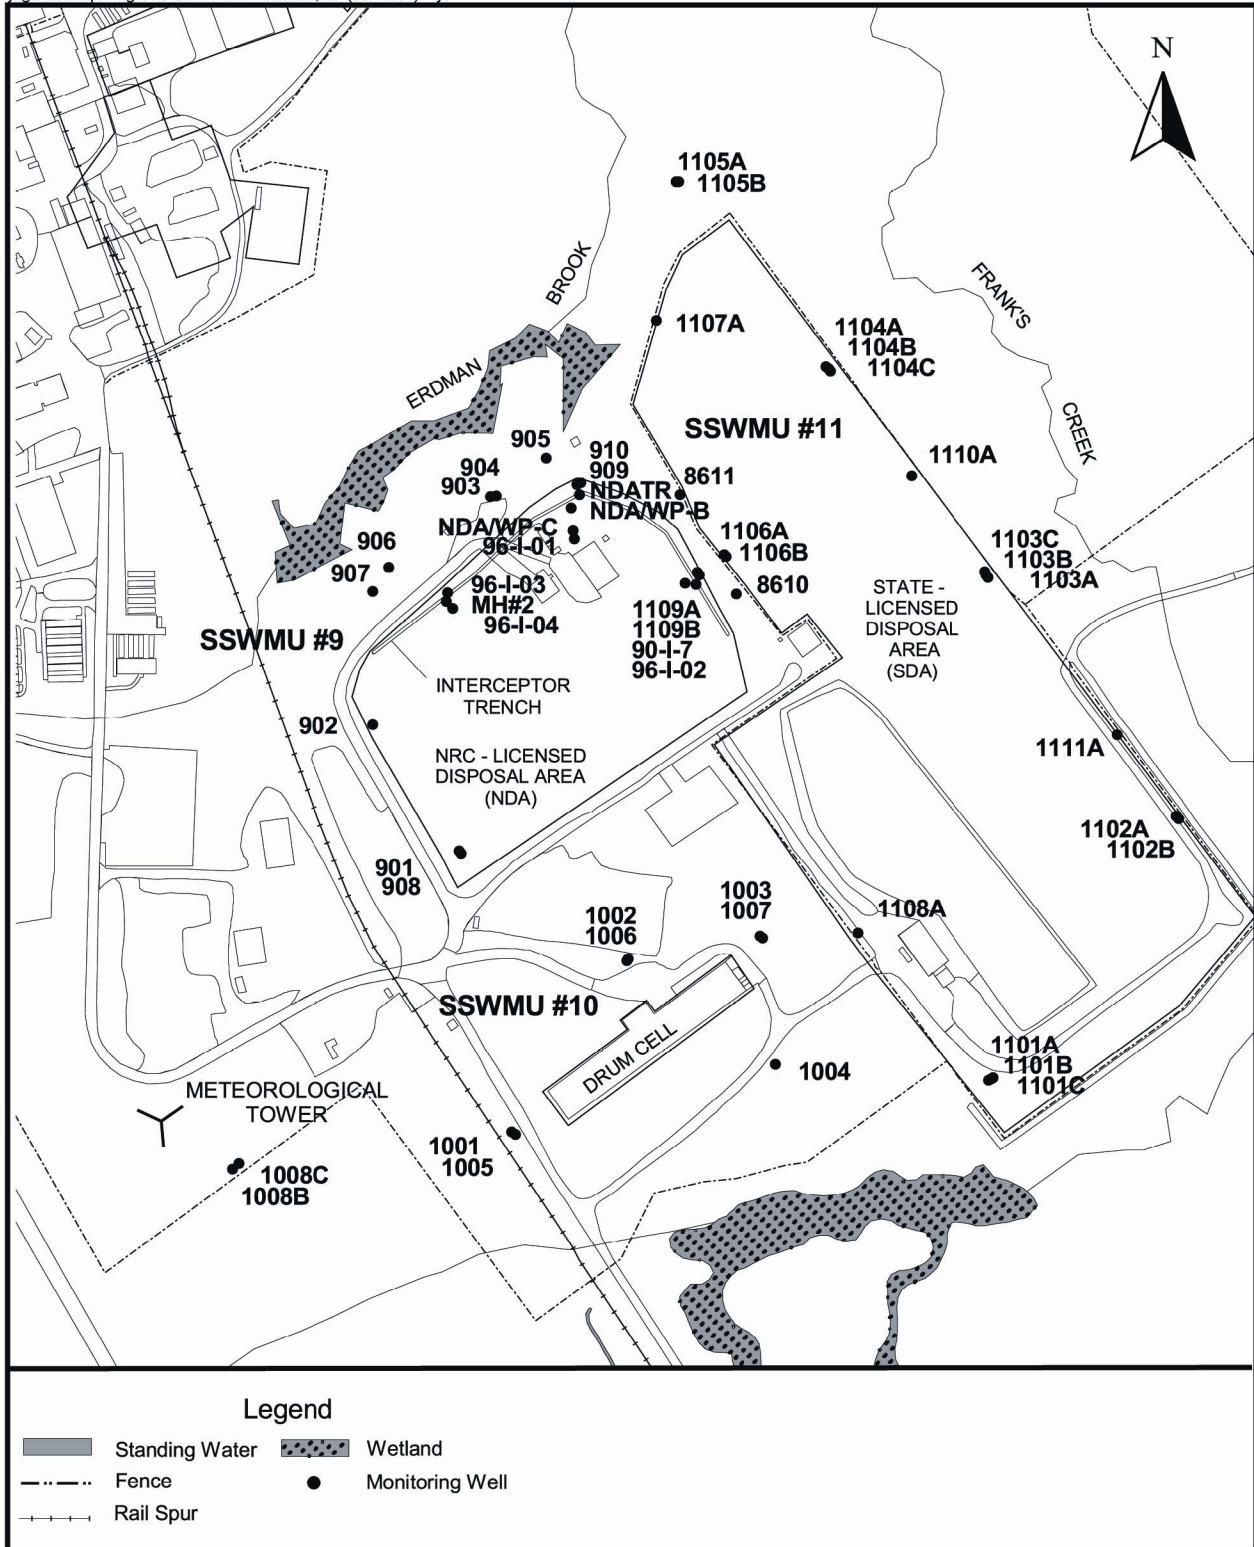 N
1105A
1105B
BROOK
FRANK'S
1107A
1104A
1104B
1104C
ERDMAN
CREEK
SSWMU #11
905
910
909
1110A
904
903
8611
NDATR
NDA/WP-B
NDA/WP-C
96-I-01
1106A
1106B
906
907
1103C
1103B
1103A
96-I-03
MH#2
96-I-04
8610
STATE -
LICENSED
DISPOSAL
AREA
(SDA)
1109A
1109B
90-I-7
96-I-02
SSWMU #9
INTERCEPTOR
TRENCH
902
1111A
NRC - LICENSED
DISPOSAL AREA
(NDA)
1102A
1102B
901
908
1003
1007
1002
1006
1108A
SSWMU #10
DRUM CELL
1004
1101A
1101B
1101C
METEOROLOGICAL
TOWER
1001
1005
1008C
1008B
Legend
Standing Water
Wetland
Fence
Monitoring Well
Rail Spur